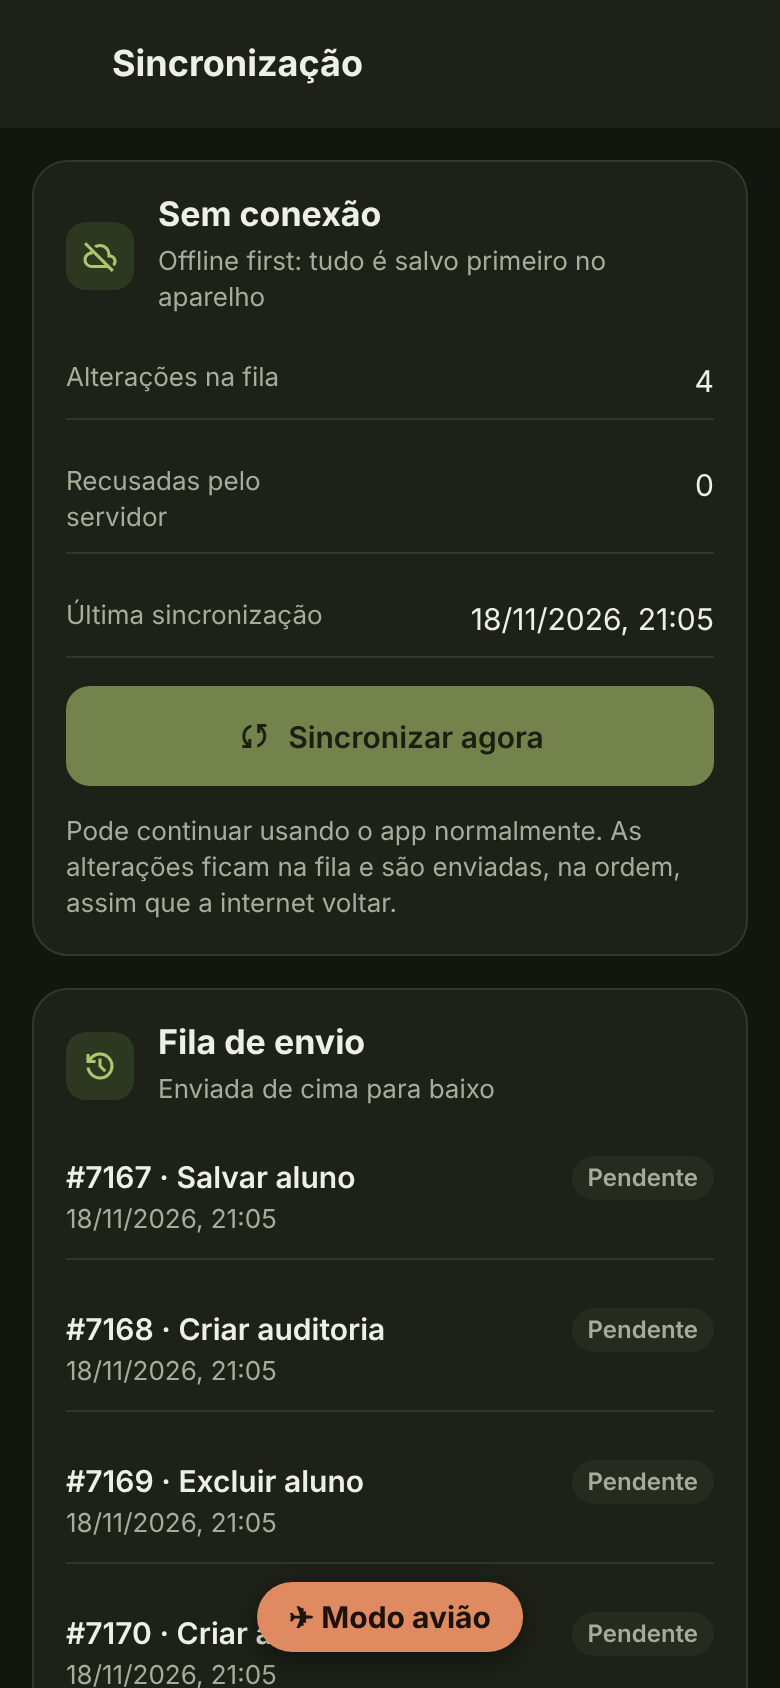 Sincronização
Sem conexão
Offline first: tudo é salvo primeiro no
aparelho
Alterações na fila
4
Recusadas pelo
servidor
0
Última sincronização
18/11/2026, 21:05
Sincronizar agora
Pode continuar usando o app normalmente. As
alterações ficam na fila e são enviadas, na ordem,
assim que a internet voltar.
Fila de envio
Enviada de cima para baixo
#7167 · Salvar aluno
Pendente
18/11/2026, 21:05
#7168 · Criar auditoria
Pendente
18/11/2026, 21:05
#7169 · Excluir aluno
Pendente
18/11/2026, 21:05
#7170 · Criar
Pendente
18/11/2026, 21:05
✈ Modo avião